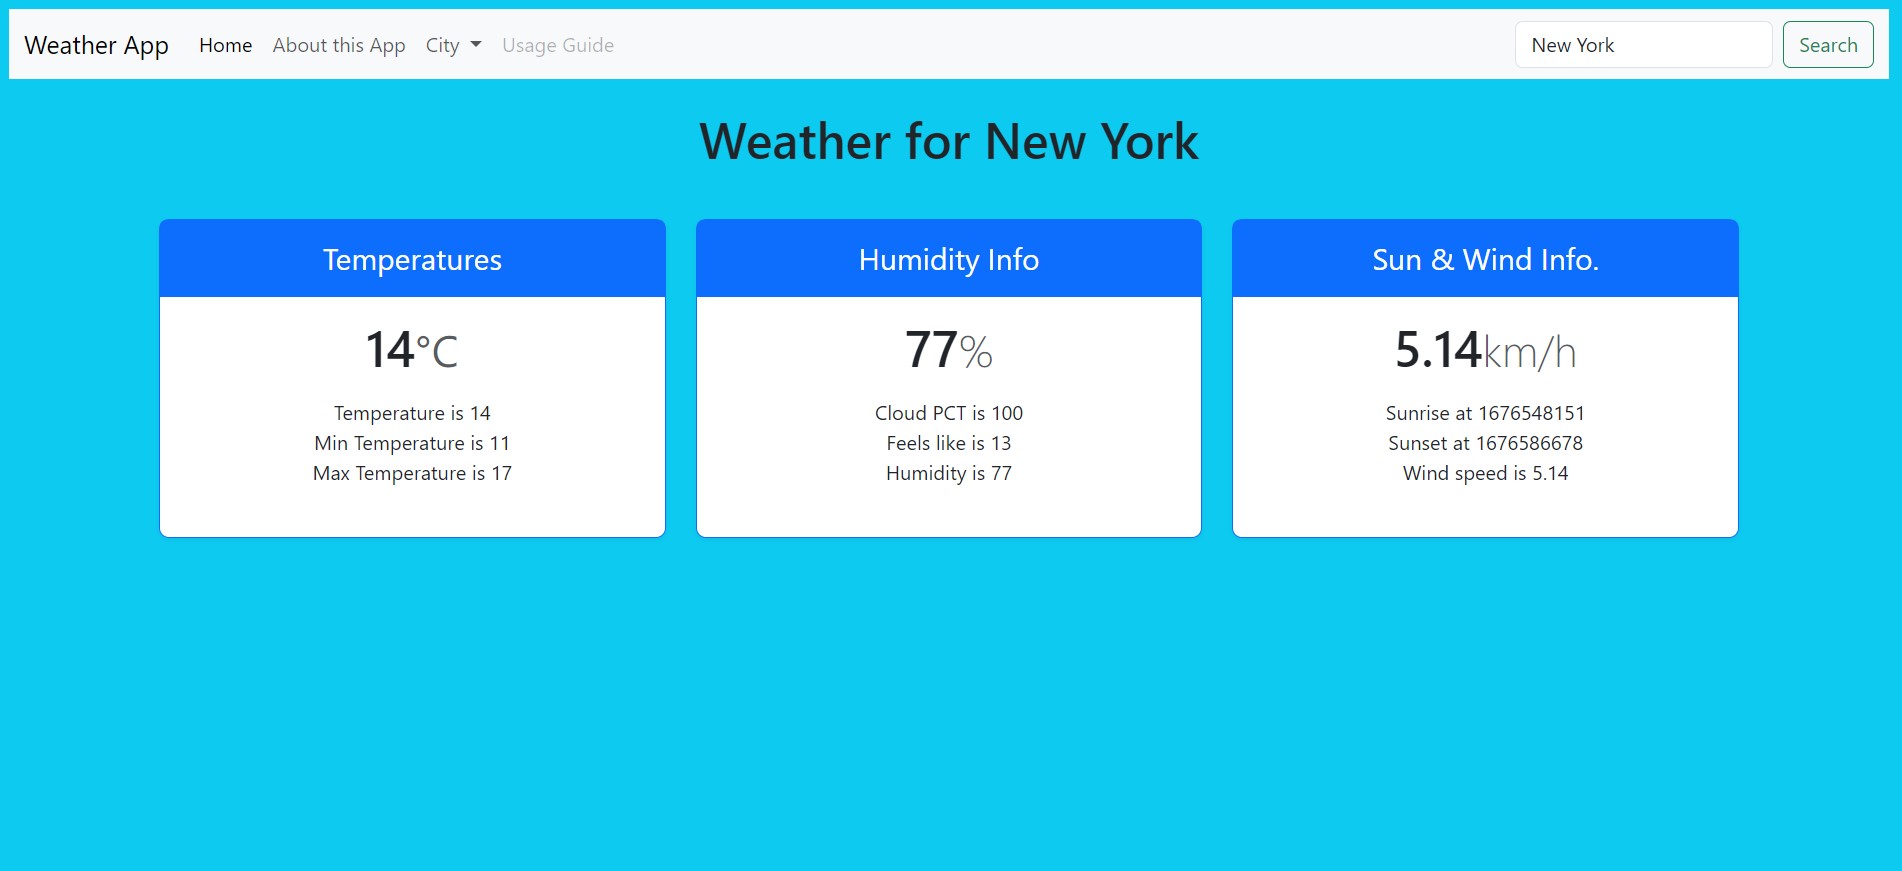 Weather App Home About this App City Usage Guide New York Search
Weather for New York
Temperatures
14°C
Temperature is 14
Min Temperature is 11
Max Temperature is 17
Humidity Info
77%
Cloud PCT is 100
Feels like is 13
Humidity is 77
Sun & Wind Info.
5.14km/h
Sunrise at 1676548151
Sunset at 1676586678
Wind speed is 5.14